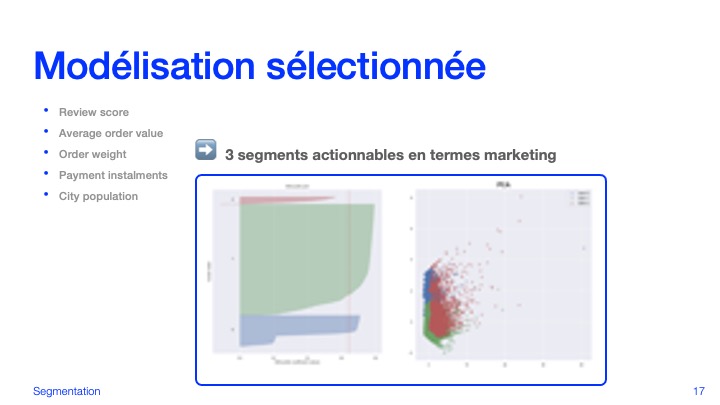 Modélisation sélectionnée
• Review score
• Average order value
• Order weight
• Payment instalments
• City population
➡ 3 segments actionnables en termes marketing
PCA
Segmentation
17